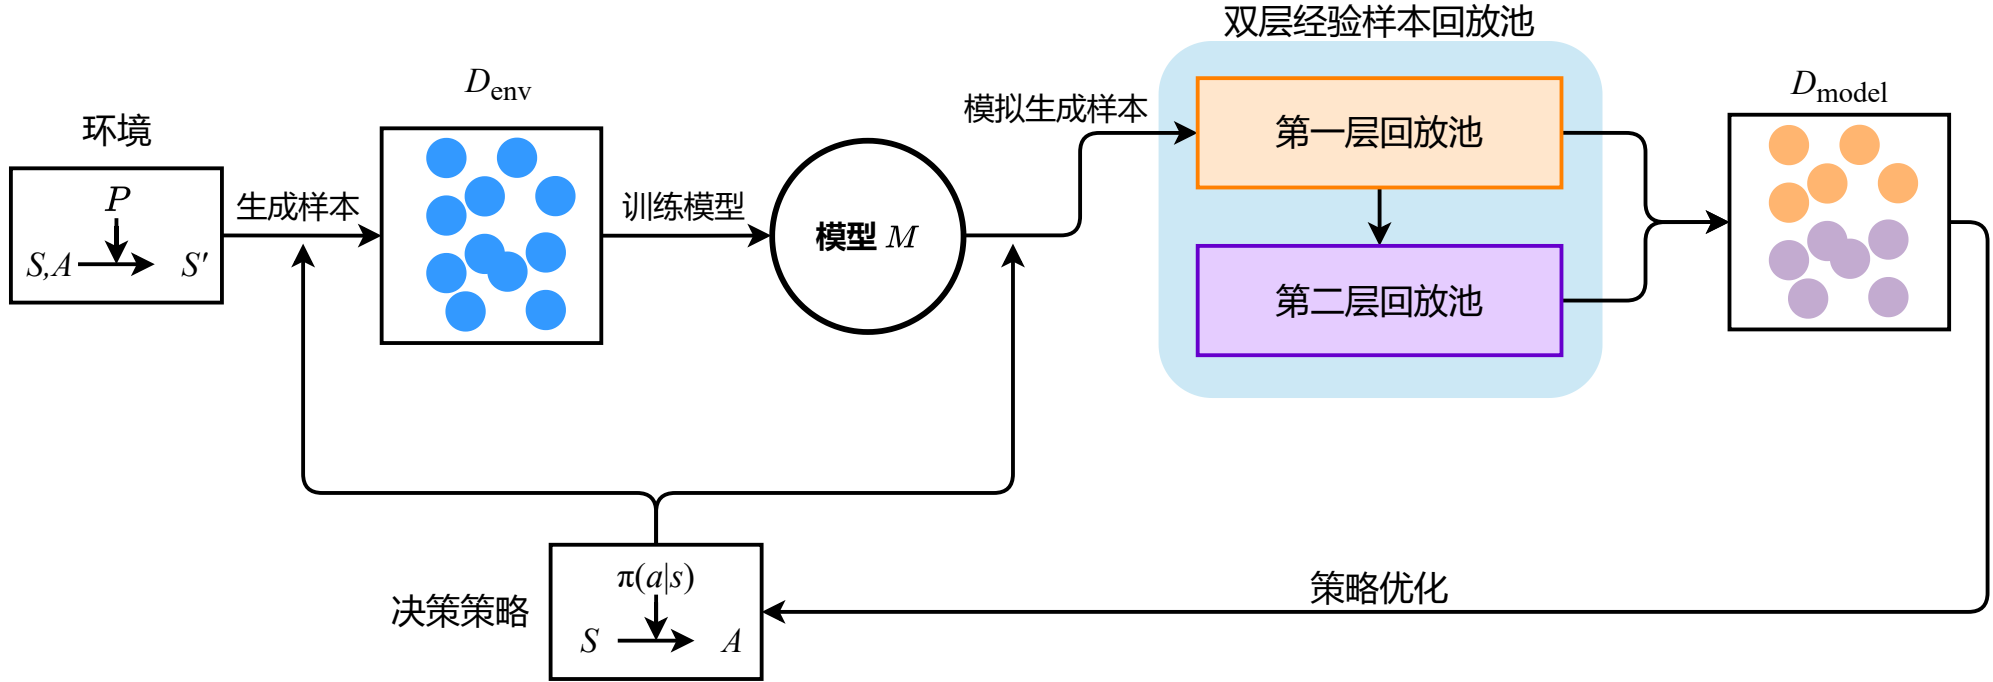 双层经验样本回放池
D_env
D_model
环境
模拟生成样本
第一层回放池
P
生成样本
训练模型
模型 M
S,A
S′
第二层回放池
π(a|s)
策略优化
决策策略
S
A